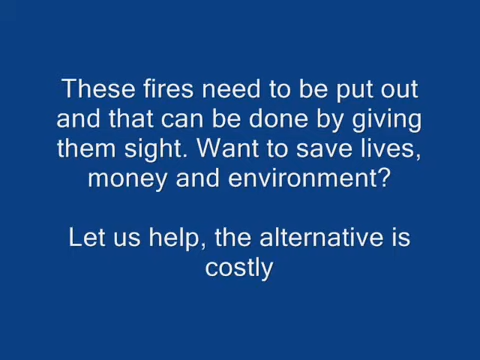 These fires need to be put out
and that can be done by giving
them sight. Want to save lives,
money and environment?
Let us help, the alternative is
costly